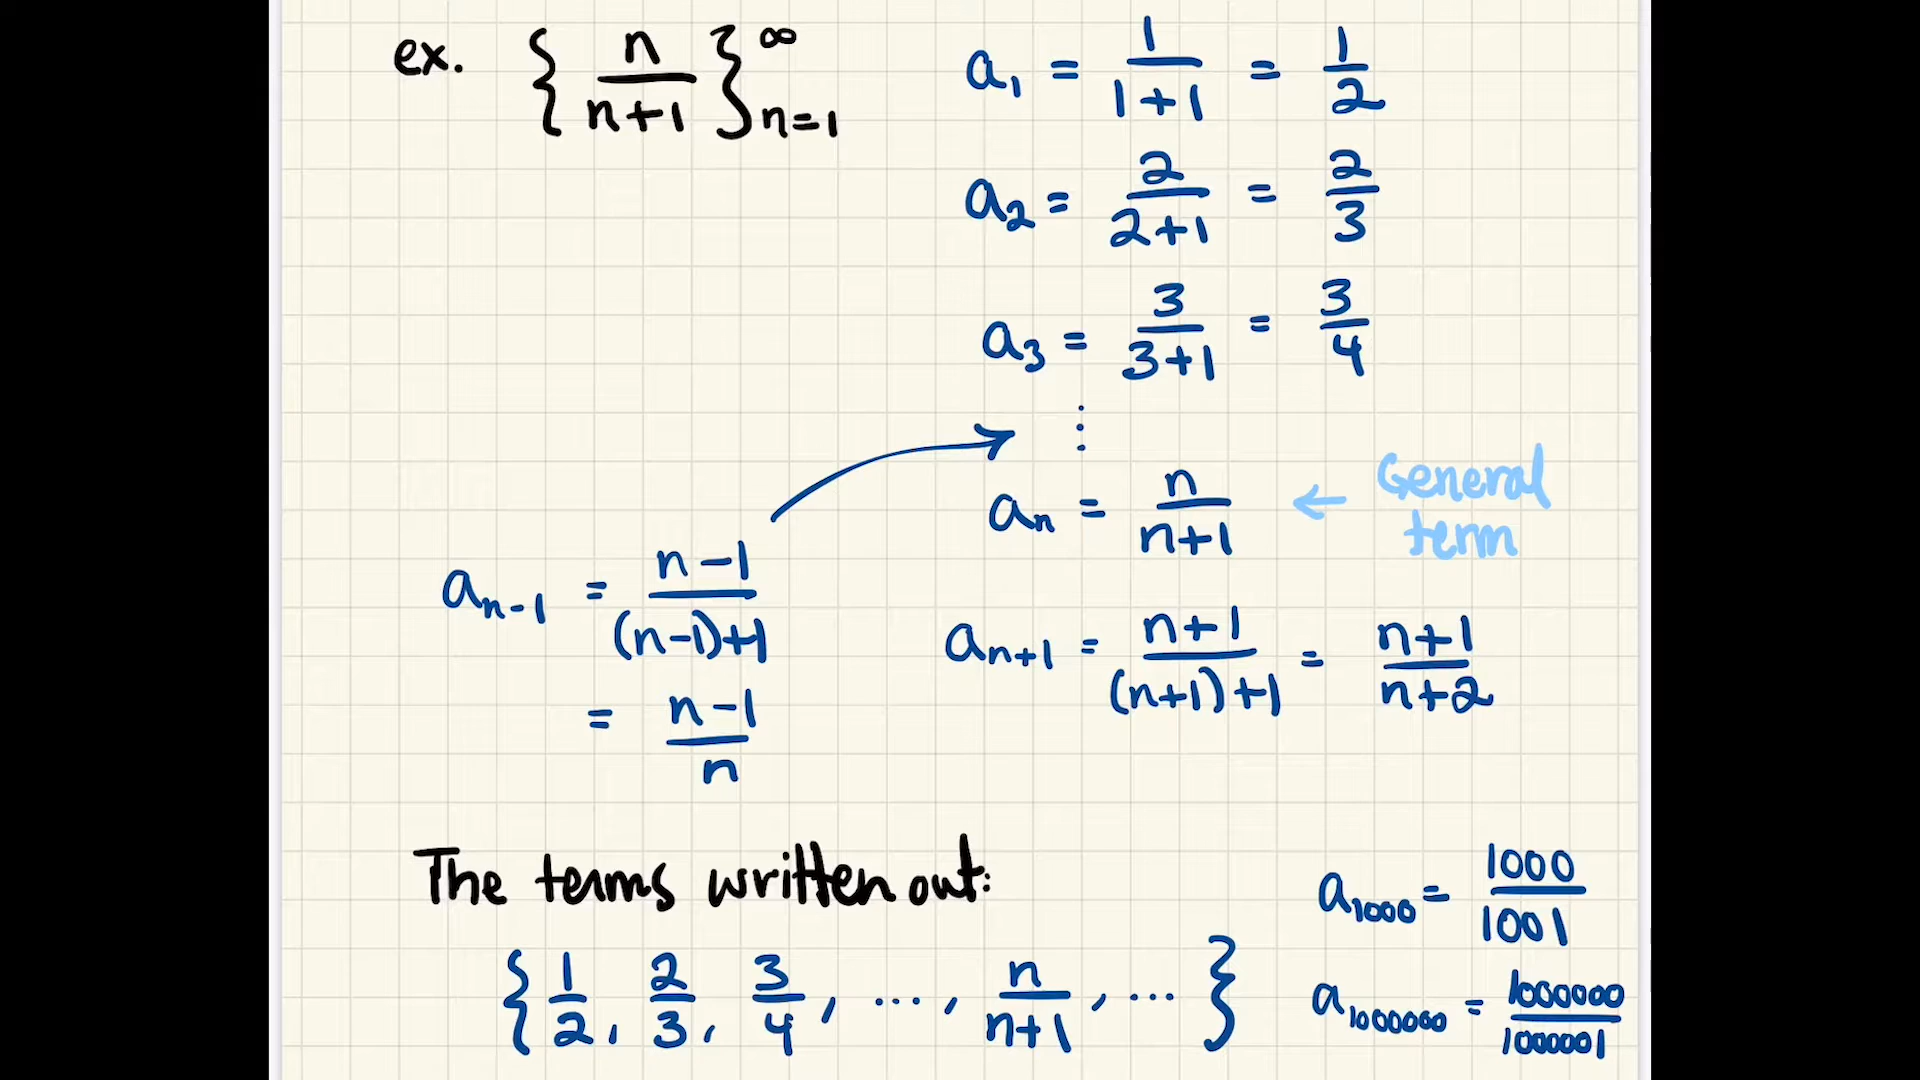 ex. { n/(n+1) }_{n=1}^{∞}
a₁ = 1/(1+1) = 1/2
a₂ = 2/(2+1) = 2/3
a₃ = 3/(3+1) = 3/4
⋮
aₙ = n/(n+1) ← General term
aₙ₋₁ = (n-1)/((n-1)+1)
= (n-1)/n
aₙ₊₁ = (n+1)/((n+1)+1) = (n+1)/(n+2)
The terms written out:
{ 1/2, 2/3, 3/4, ..., n/(n+1), ... }
a₁₀₀₀ = 1000/1001
a₁₀₀₀₀₀₀ = 1000000/1000001